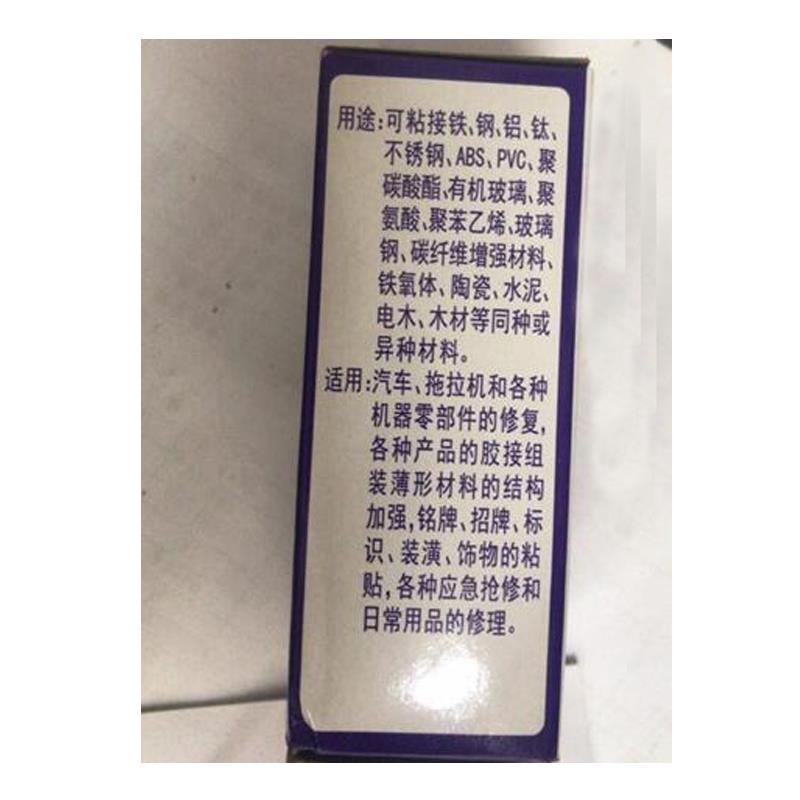 用途:可粘接铁、钢、铝、钛、
不锈钢、ABS、PVC、聚
碳酸酯、有机玻璃、聚
氨酸、聚苯乙烯、玻璃
钢、碳纤维增强材料、
铁氧体、陶瓷、水泥、
电木、木材等同种或
异种材料。
适用:汽车、拖拉机和各种
机器零部件的修复,
各种产品的胶接组
装薄形材料的结构
加强,铭牌、招牌、标
识、装潢、饰物的粘
贴,各种应急抢修和
日常用品的修理。